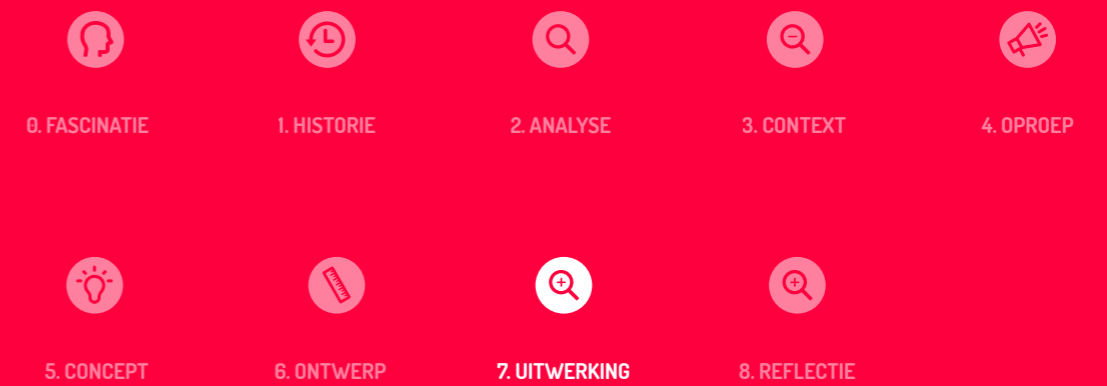 0. FASCINATIE
1. HISTORIE
2. ANALYSE
3. CONTEXT
4. OPROEP
5. CONCEPT
6. ONTWERP
7. UITWERKING
8. REFLECTIE